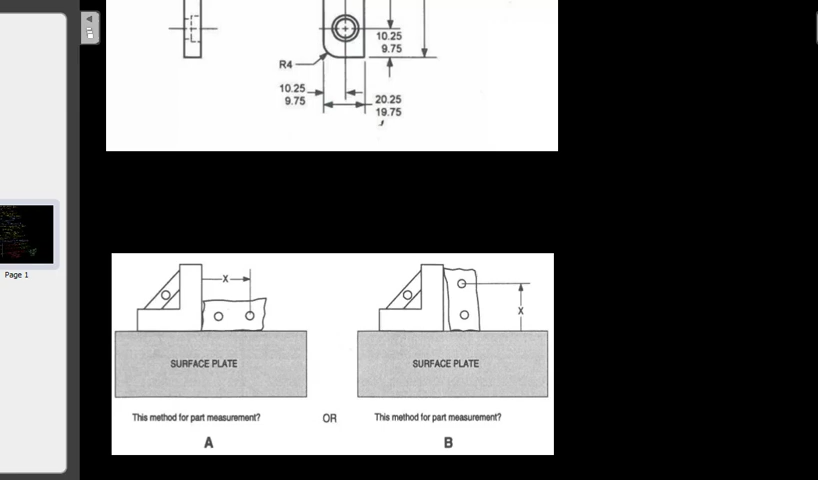 10.25
9.75
R4
10.25
9.75
20.25
19.75
Page 1
X
X
SURFACE PLATE
SURFACE PLATE
This method for part measurement?
OR
This method for part measurement?
A
B